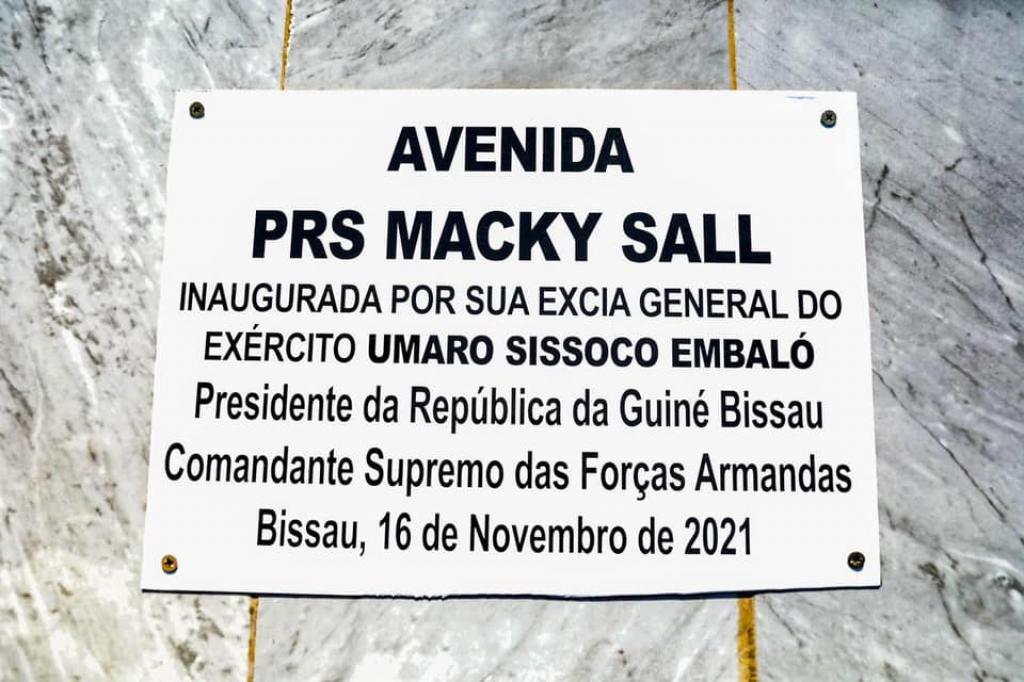 AVENIDA
PRS MACKY SALL
INAUGURADA POR SUA EXCIA GENERAL DO
EXÉRCITO UMARO SISSOCO EMBALÓ
Presidente da República da Guiné Bissau
Comandante Supremo das Forças Armandas
Bissau, 16 de Novembro de 2021